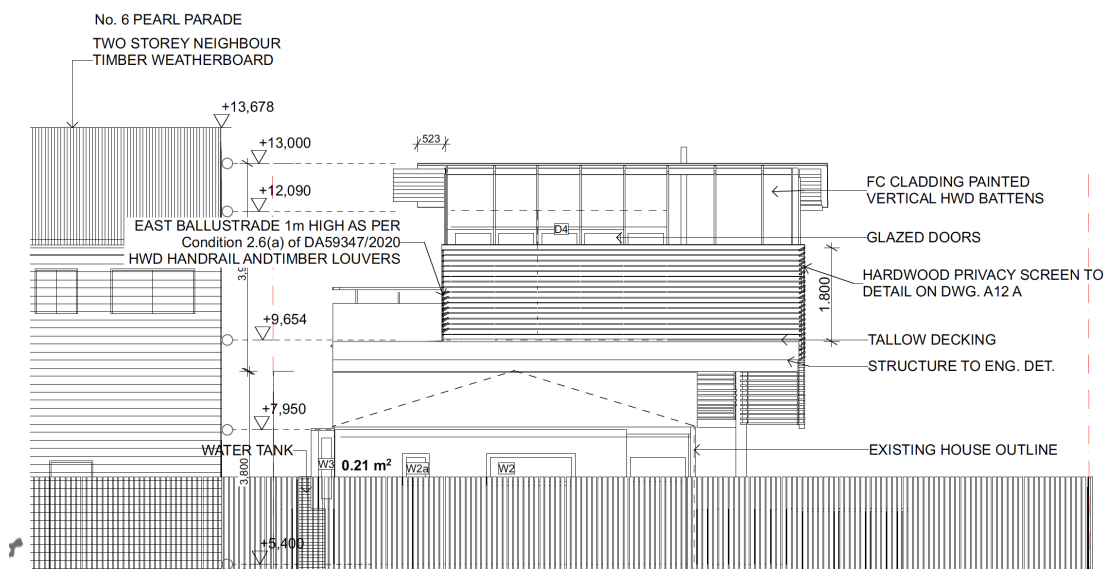 No. 6 PEARL PARADE
TWO STOREY NEIGHBOUR
TIMBER WEATHERBOARD
+13,678
+13,000
523
+12,090
FC CLADDING PAINTED
VERTICAL HWD BATTENS
EAST BALLUSTRADE 1m HIGH AS PER
Condition 2.6(a) of DA59347/2020
HWD HANDRAIL ANDTIMBER LOUVERS
D4
GLAZED DOORS
HARDWOOD PRIVACY SCREEN TO
DETAIL ON DWG. A12 A
1.800
+9,654
TALLOW DECKING
STRUCTURE TO ENG. DET.
+7,950
WATER TANK
3,800
W3
0.21 m²
W2a
W2
EXISTING HOUSE OUTLINE
+5,400